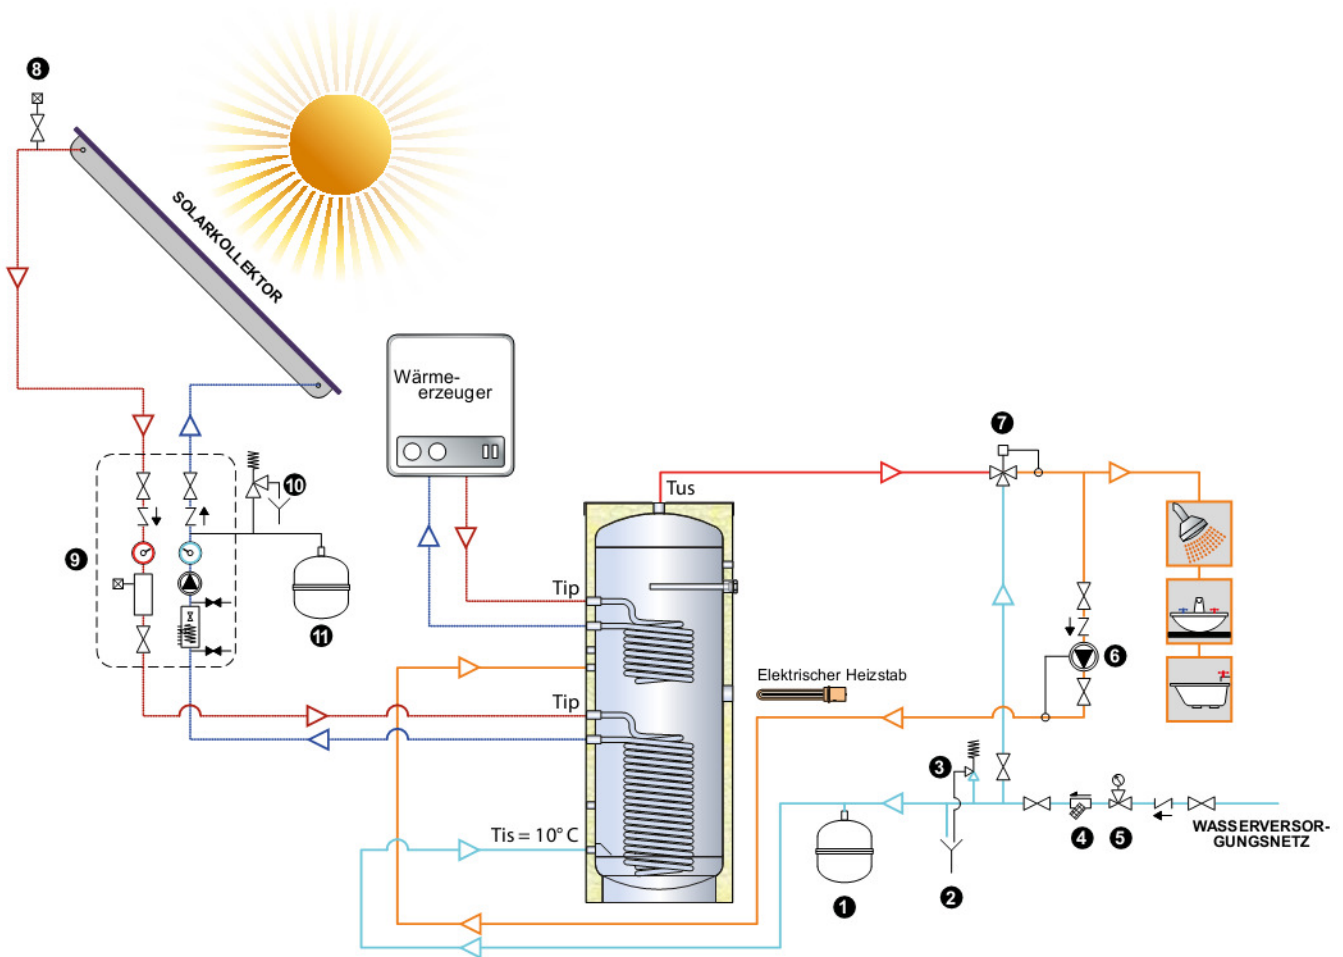 8
SOLARKOLLEKTOR
Wärme-
erzeuger
7
Tus
10
9
11
Tip
6
Elektrischer Heizstab
Tip
3
Tis = 10° C
4
5
WASSERVERSOR-
GUNGSNETZ
1
2